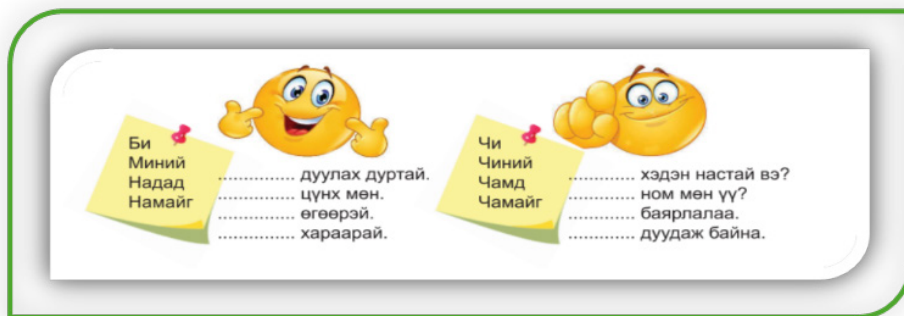 Би
Миний
Надад
Намайг
............. дуулах дуртай.
............. цүнх мөн.
............. өгөөрэй.
............. хараарай.
Чи
Чиний
Чамд
Чамайг
............. хэдэн настай вэ?
............. ном мөн үү?
............. баярлалаа.
............. дуудаж байна.